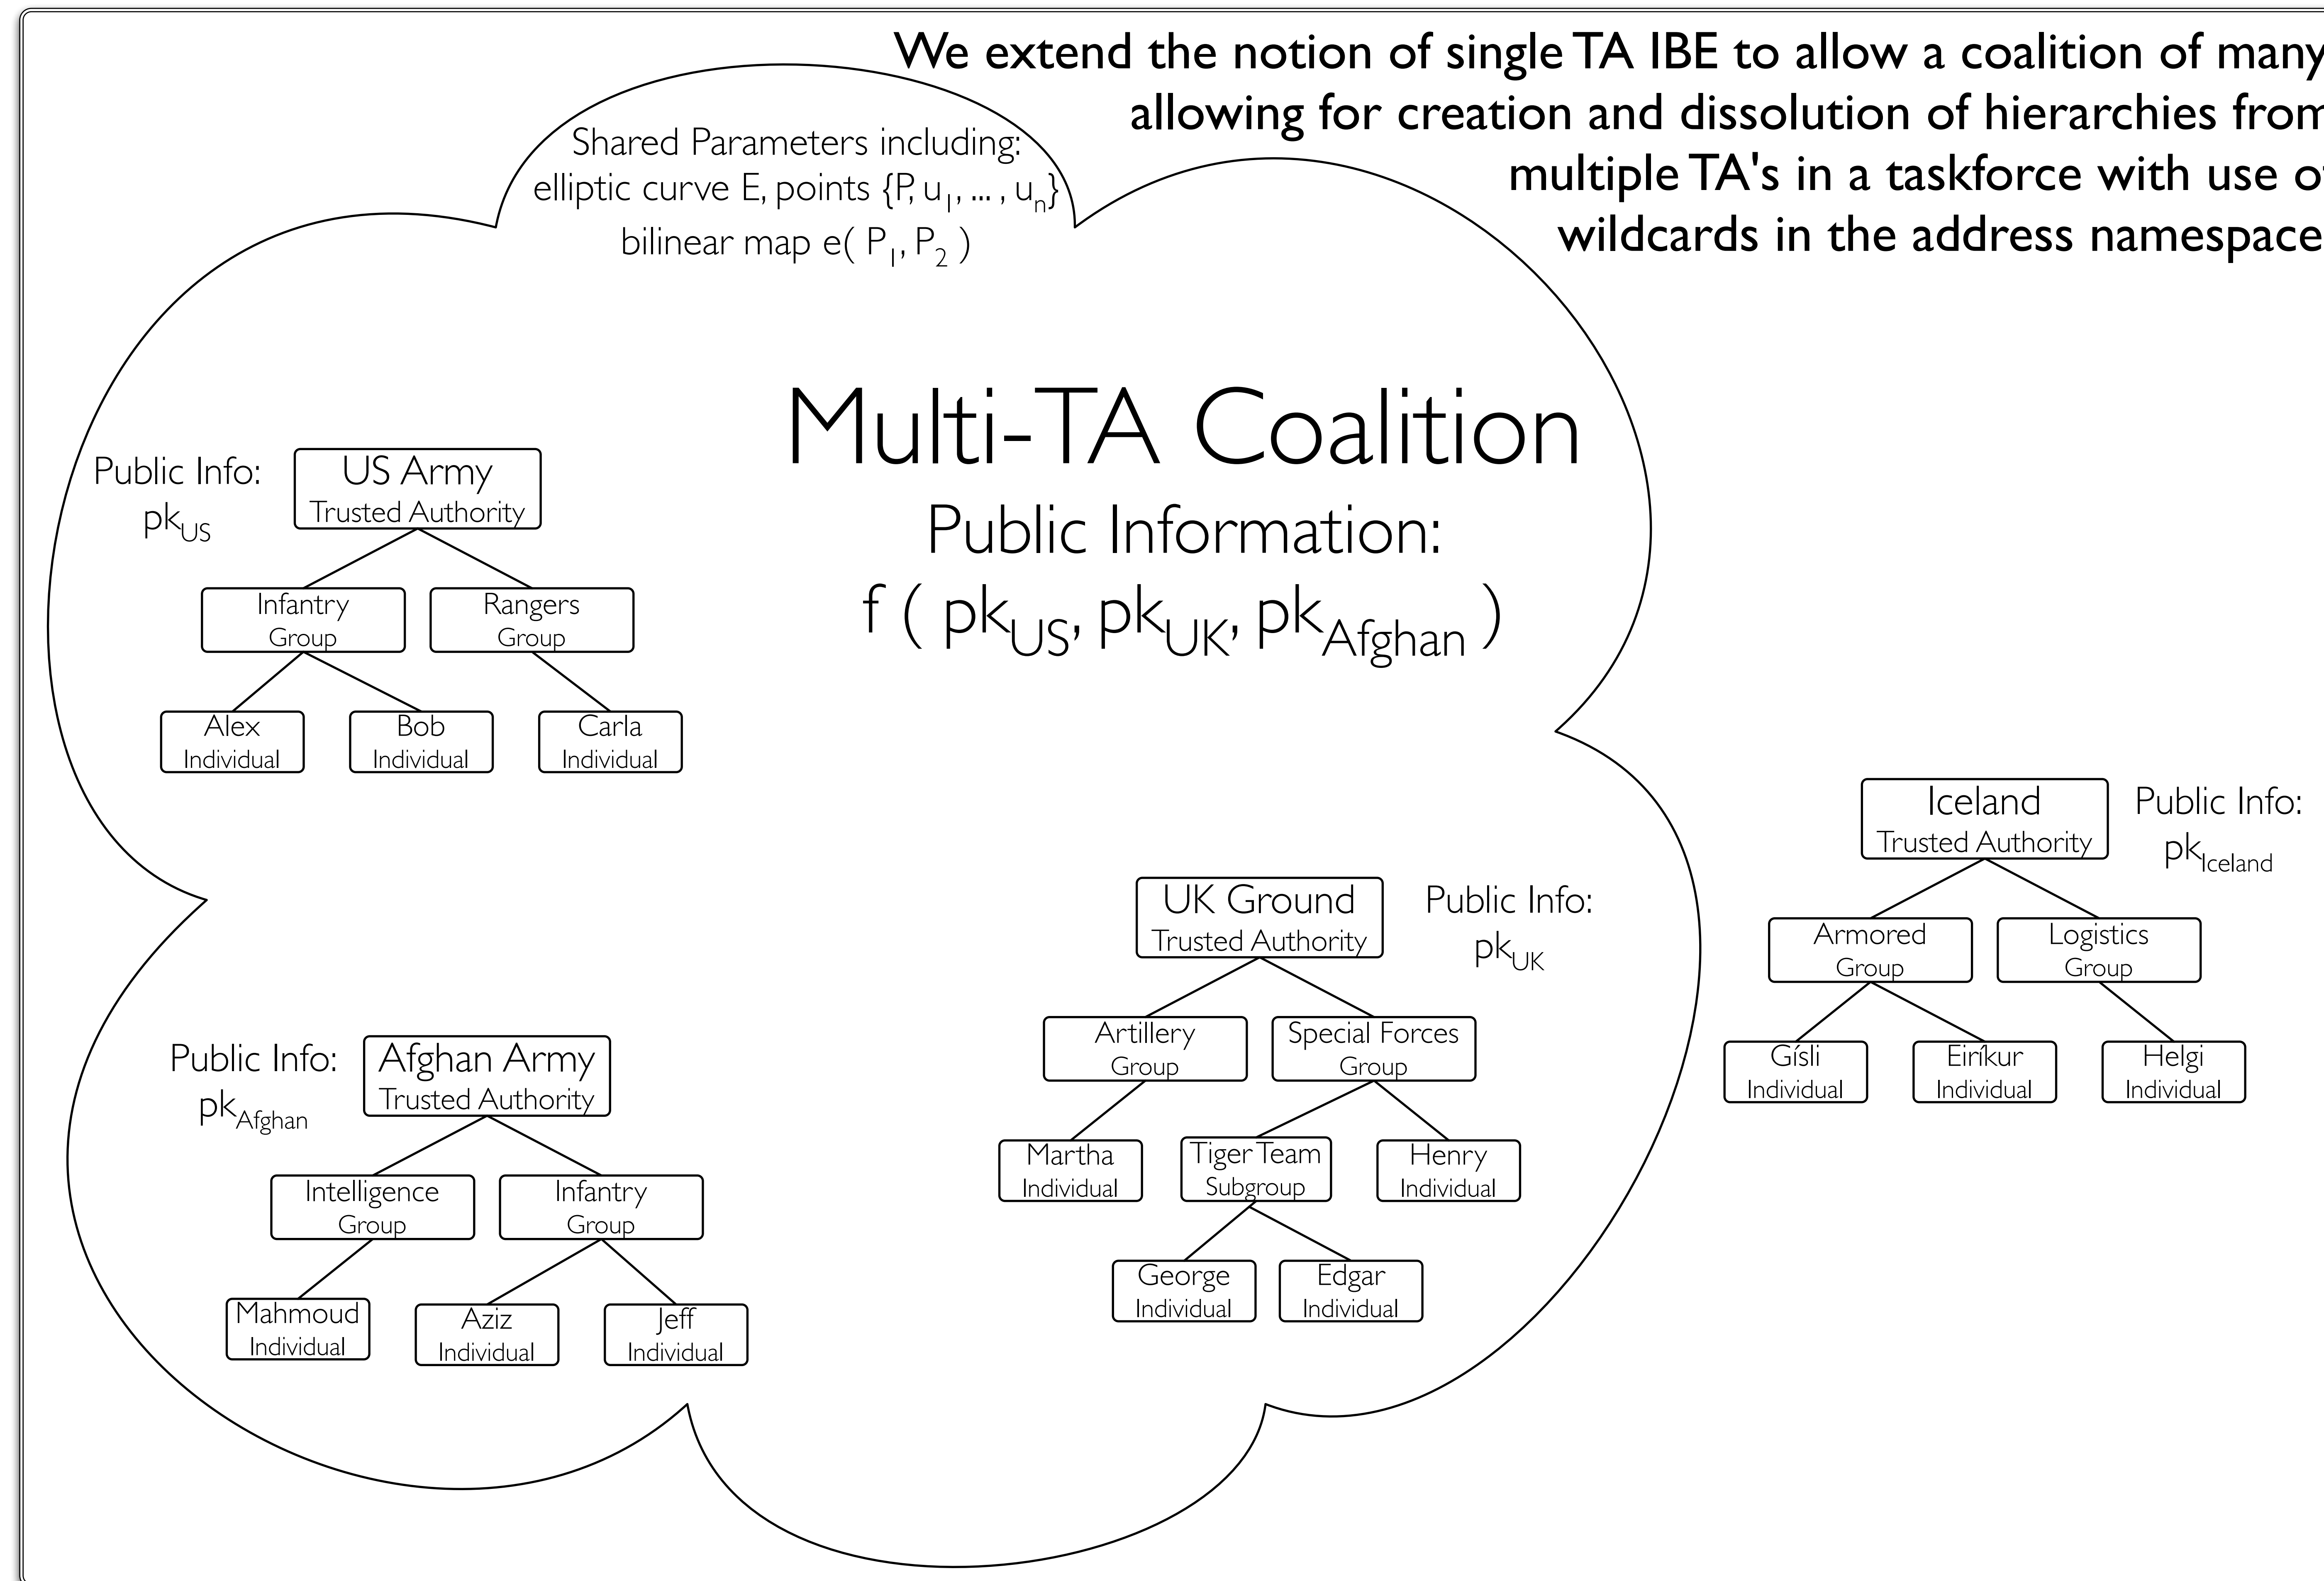 We extend the notion of single TA IBE to allow a coalition of many
allowing for creation and dissolution of hierarchies from
multiple TA's in a taskforce with use of
wildcards in the address namespace
Shared Parameters including:
elliptic curve E, points {P, u1, ... , un}
bilinear map e( P1, P2 )
Multi-TA Coalition
Public Information:
f ( pkUS, pkUK, pkAfghan )
Public Info:
pkUS
US Army
Trusted Authority
Infantry
Group
Rangers
Group
Alex
Individual
Bob
Individual
Carla
Individual
Iceland
Trusted Authority
Public Info:
pkIceland
Armored
Group
Logistics
Group
Gísli
Individual
Eiríkur
Individual
Helgi
Individual
UK Ground
Trusted Authority
Public Info:
pkUK
Artillery
Group
Special Forces
Group
Martha
Individual
Tiger Team
Subgroup
Henry
Individual
George
Individual
Edgar
Individual
Public Info:
pkAfghan
Afghan Army
Trusted Authority
Intelligence
Group
Infantry
Group
Mahmoud
Individual
Aziz
Individual
Jeff
Individual